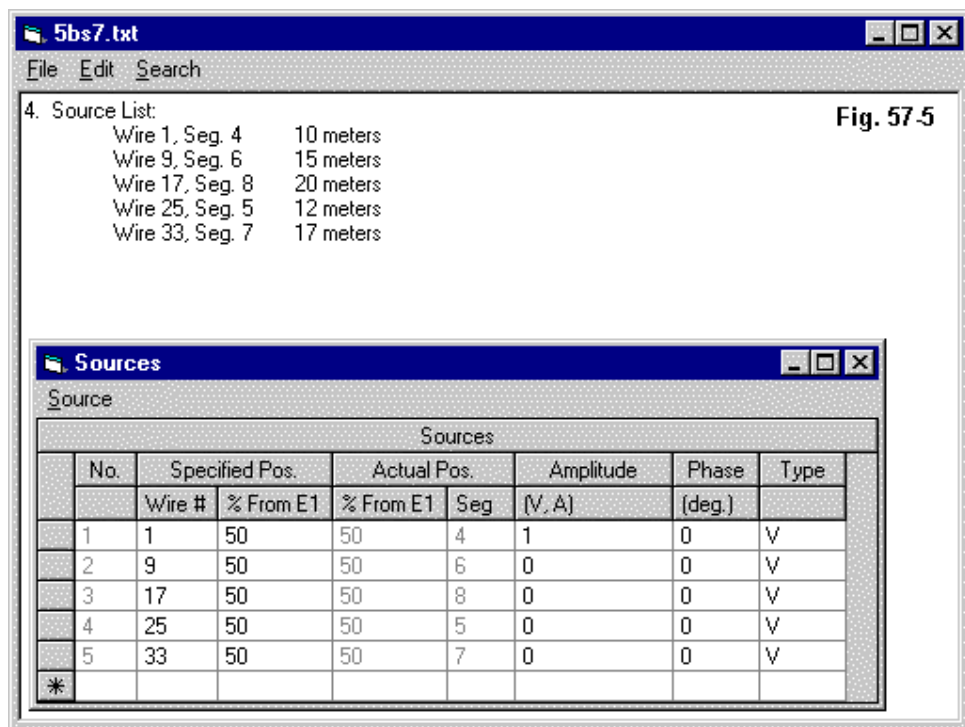 5bs7.txt
File Edit Search
4. Source List: Fig. 57-5
Wire 1, Seg. 4 10 meters
Wire 9, Seg. 6 15 meters
Wire 17, Seg. 8 20 meters
Wire 25, Seg. 5 12 meters
Wire 33, Seg. 7 17 meters
Sources
Source
Sources
No. Specified Pos. Actual Pos. Amplitude Phase Type
Wire # % From E1 % From E1 Seg (V, A) (deg.)
1 1 50 50 4 1 0 V
2 9 50 50 6 0 0 V
3 17 50 50 8 0 0 V
4 25 50 50 5 0 0 V
5 33 50 50 7 0 0 V
*